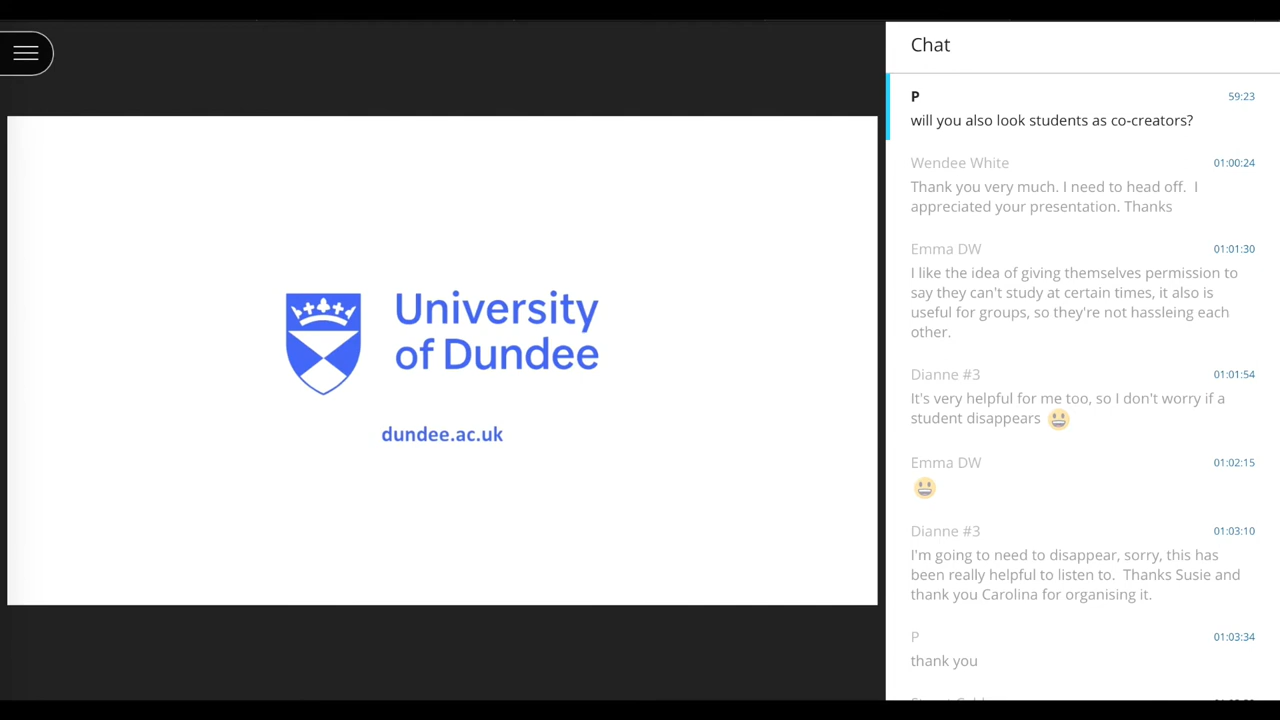 University
of Dundee
dundee.ac.uk
Chat
P 59:23
will you also look students as co-creators?
Wendee White 01:00:24
Thank you very much. I need to head off. I
appreciated your presentation. Thanks
Emma DW 01:01:30
I like the idea of giving themselves permission to
say they can't study at certain times, it also is
useful for groups, so they're not hassleing each
other.
Dianne #3 01:01:54
It's very helpful for me too, so I don't worry if a
student disappears
Emma DW 01:02:15
Dianne #3 01:03:10
I'm going to need to disappear, sorry, this has
been really helpful to listen to. Thanks Susie and
thank you Carolina for organising it.
P 01:03:34
thank you